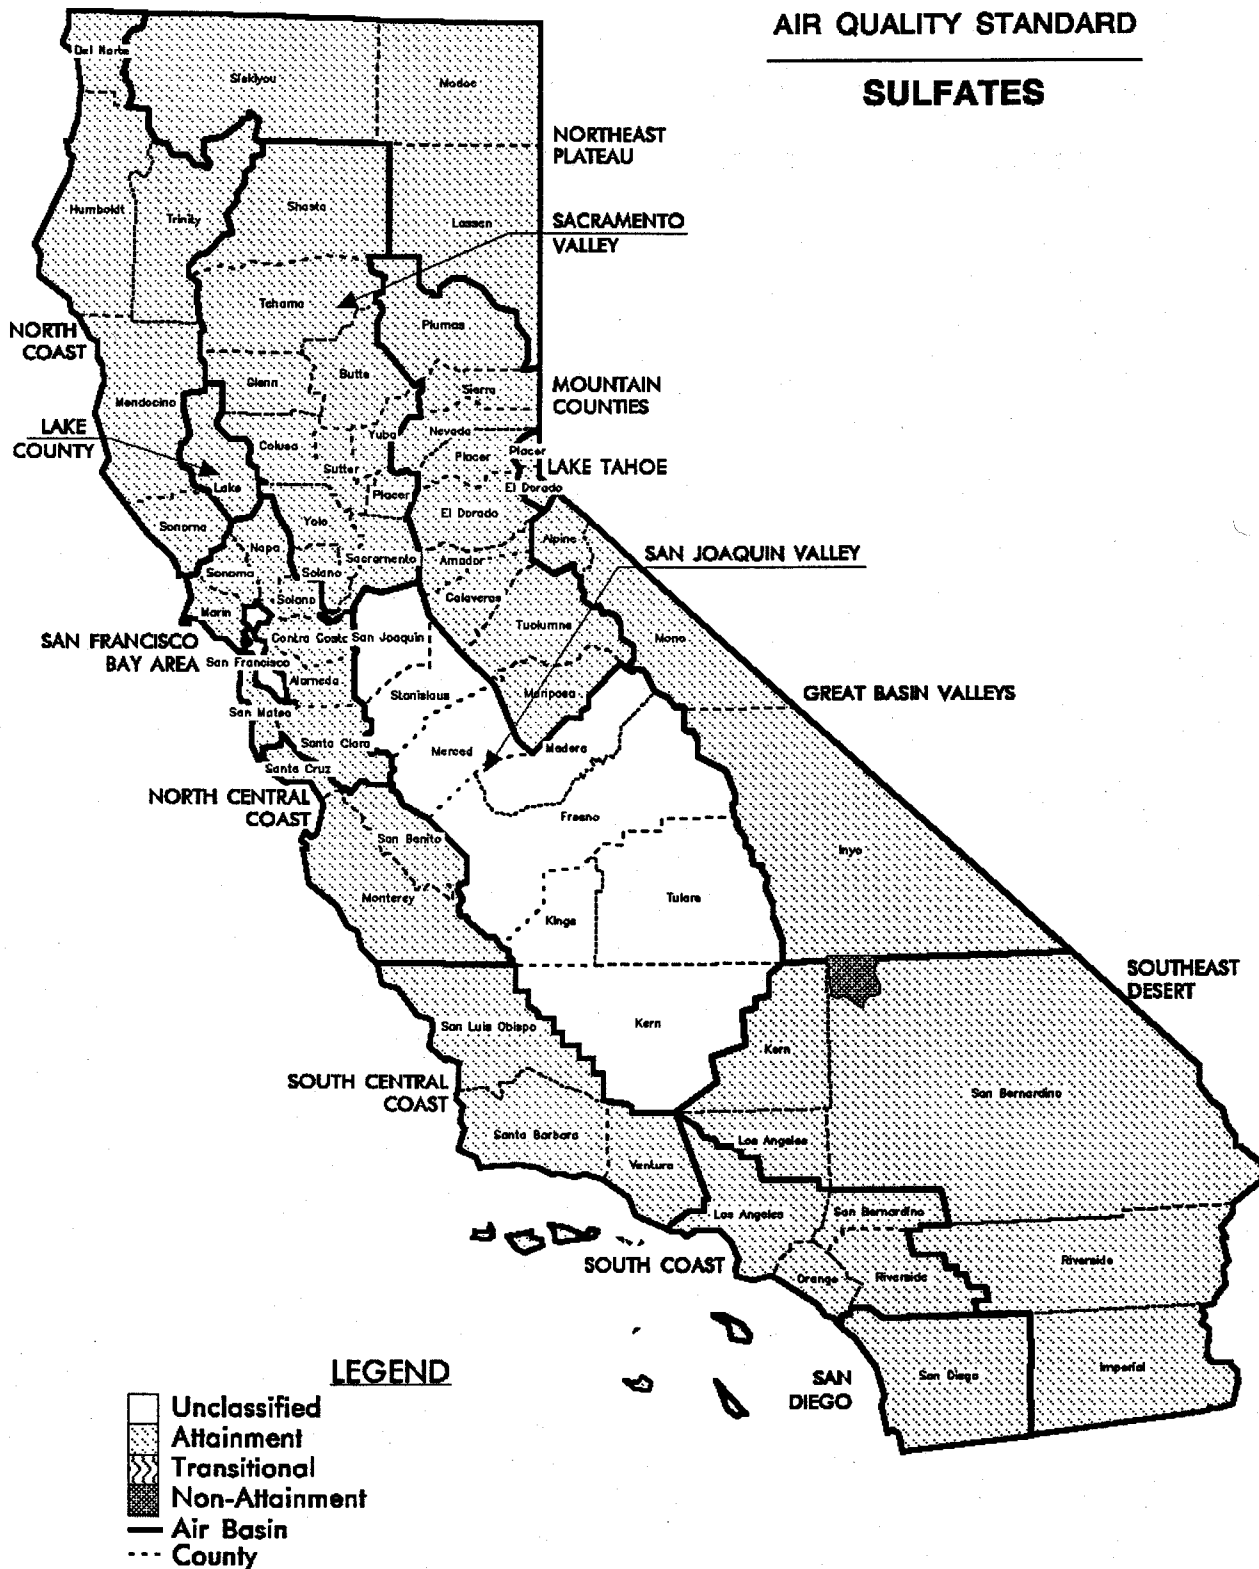 AIR QUALITY STANDARD
SULFATES
Del Norte
Siskiyou
Modoc
NORTHEAST
PLATEAU
Humboldt
Trinity
Shasta
Lassen
SACRAMENTO
VALLEY
Tehama
Plumas
NORTH
COAST
Glenn
Butte
Sierra
MOUNTAIN
COUNTIES
Mendocino
LAKE
COUNTY
Colusa
Yuba
Nevada
Placer
Placer
LAKE TAHOE
Sutter
Lake
Placer
El Dorado
El Dorado
Sonoma
Yolo
Napa
Sacramento
Amador
Alpine
SAN JOAQUIN VALLEY
Sonoma
Solano
Solano
Calaveras
Marin
Tuolumne
Mono
SAN FRANCISCO
BAY AREA
Contra Costa
San Joaquin
San Francisco
Alameda
Stanislaus
Mariposa
GREAT BASIN VALLEYS
San Mateo
Santa Clara
Merced
Madera
Santa Cruz
NORTH CENTRAL
COAST
Fresno
San Benito
Inyo
Monterey
Kings
Tulare
SOUTHEAST
DESERT
San Luis Obispo
Kern
Kern
SOUTH CENTRAL
COAST
San Bernardino
Santa Barbara
Los Angeles
Ventura
Los Angeles
San Bernardino
SOUTH COAST
Orange
Riverside
Riverside
SAN
DIEGO
San Diego
Imperial
LEGEND
Unclassified
Attainment
Transitional
Non-Attainment
Air Basin
County